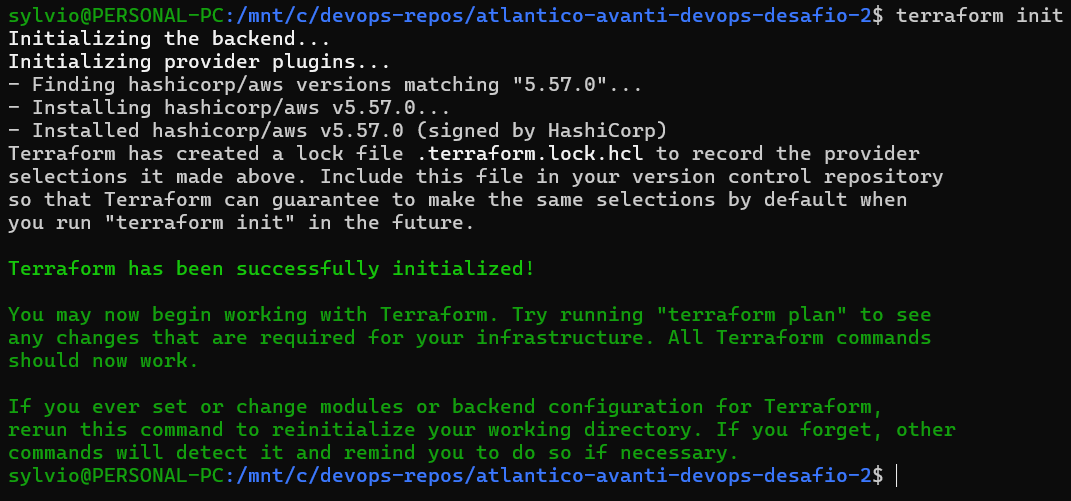 sylvio@PERSONAL-PC:/mnt/c/devops-repos/atlantico-avanti-devops-desafio-2$ terraform init
Initializing the backend...
Initializing provider plugins...
- Finding hashicorp/aws versions matching "5.57.0"...
- Installing hashicorp/aws v5.57.0...
- Installed hashicorp/aws v5.57.0 (signed by HashiCorp)
Terraform has created a lock file .terraform.lock.hcl to record the provider
selections it made above. Include this file in your version control repository
so that Terraform can guarantee to make the same selections by default when
you run "terraform init" in the future.
Terraform has been successfully initialized!
You may now begin working with Terraform. Try running "terraform plan" to see
any changes that are required for your infrastructure. All Terraform commands
should now work.
If you ever set or change modules or backend configuration for Terraform,
rerun this command to reinitialize your working directory. If you forget, other
commands will detect it and remind you to do so if necessary.
sylvio@PERSONAL-PC:/mnt/c/devops-repos/atlantico-avanti-devops-desafio-2$